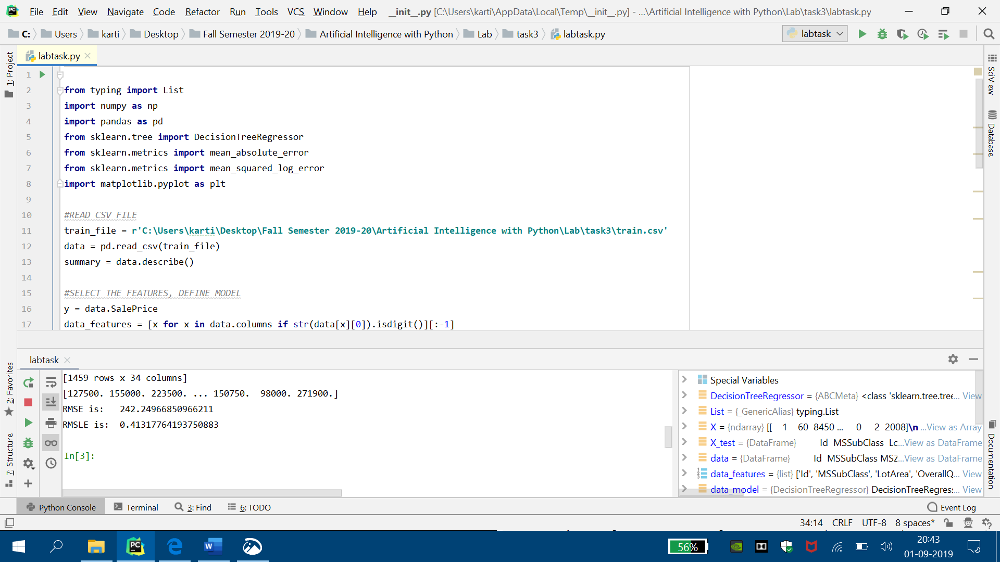 File Edit View Navigate Code Refactor Run Tools VCS Window Help __init__.py [C:\Users\karti\AppData\Local\Temp\__init__.py] - ...\Artificial Intelligence with Python\Lab\task3\labtask.py
C: Users karti Desktop Fall Semester 2019-20 Artificial Intelligence with Python Lab task3 labtask.py labtask
labtask.py
1: Project
SciView
Database
1
2 from typing import List
3 import numpy as np
4 import pandas as pd
5 from sklearn.tree import DecisionTreeRegressor
6 from sklearn.metrics import mean_absolute_error
7 from sklearn.metrics import mean_squared_log_error
8 import matplotlib.pyplot as plt
9
10 #READ CSV FILE
11 train_file = r'C:\Users\karti\Desktop\Fall Semester 2019-20\Artificial Intelligence with Python\Lab\task3\train.csv'
12 data = pd.read_csv(train_file)
13 summary = data.describe()
14
15 #SELECT THE FEATURES, DEFINE MODEL
16 y = data.SalePrice
17 data_features = [x for x in data.columns if str(data[x][0]).isdigit()][:-1]
labtask
2: Favorites
7: Structure
[1459 rows x 34 columns]
[127500. 155000. 223500. ... 150750.  98000. 271900.]
RMSE is:   242.24966850966211
RMSLE is:  0.41317764193750883
In[3]:
Special Variables
DecisionTreeRegressor = {ABCMeta} <class 'sklearn.tree.tree... View
List = {_GenericAlias} typing.List
X = {ndarray} [[ 1 60 8450 ... 0 2 2008]\n ...View as Array
X_test = {DataFrame} Id MSSubClass Lc...View as DataFrame
data = {DataFrame} Id MSSubClass MSZ...View as DataFrame
data_features = {list} ['Id', 'MSSubClass', 'LotArea', 'OverallQ... View
data_model = {DecisionTreeRegressor} DecisionTreeRegress... View
Documentation
Python Console Terminal 3: Find 6: TODO Event Log
34:14 CRLF UTF-8 8 spaces*
56%
20:43
01-09-2019